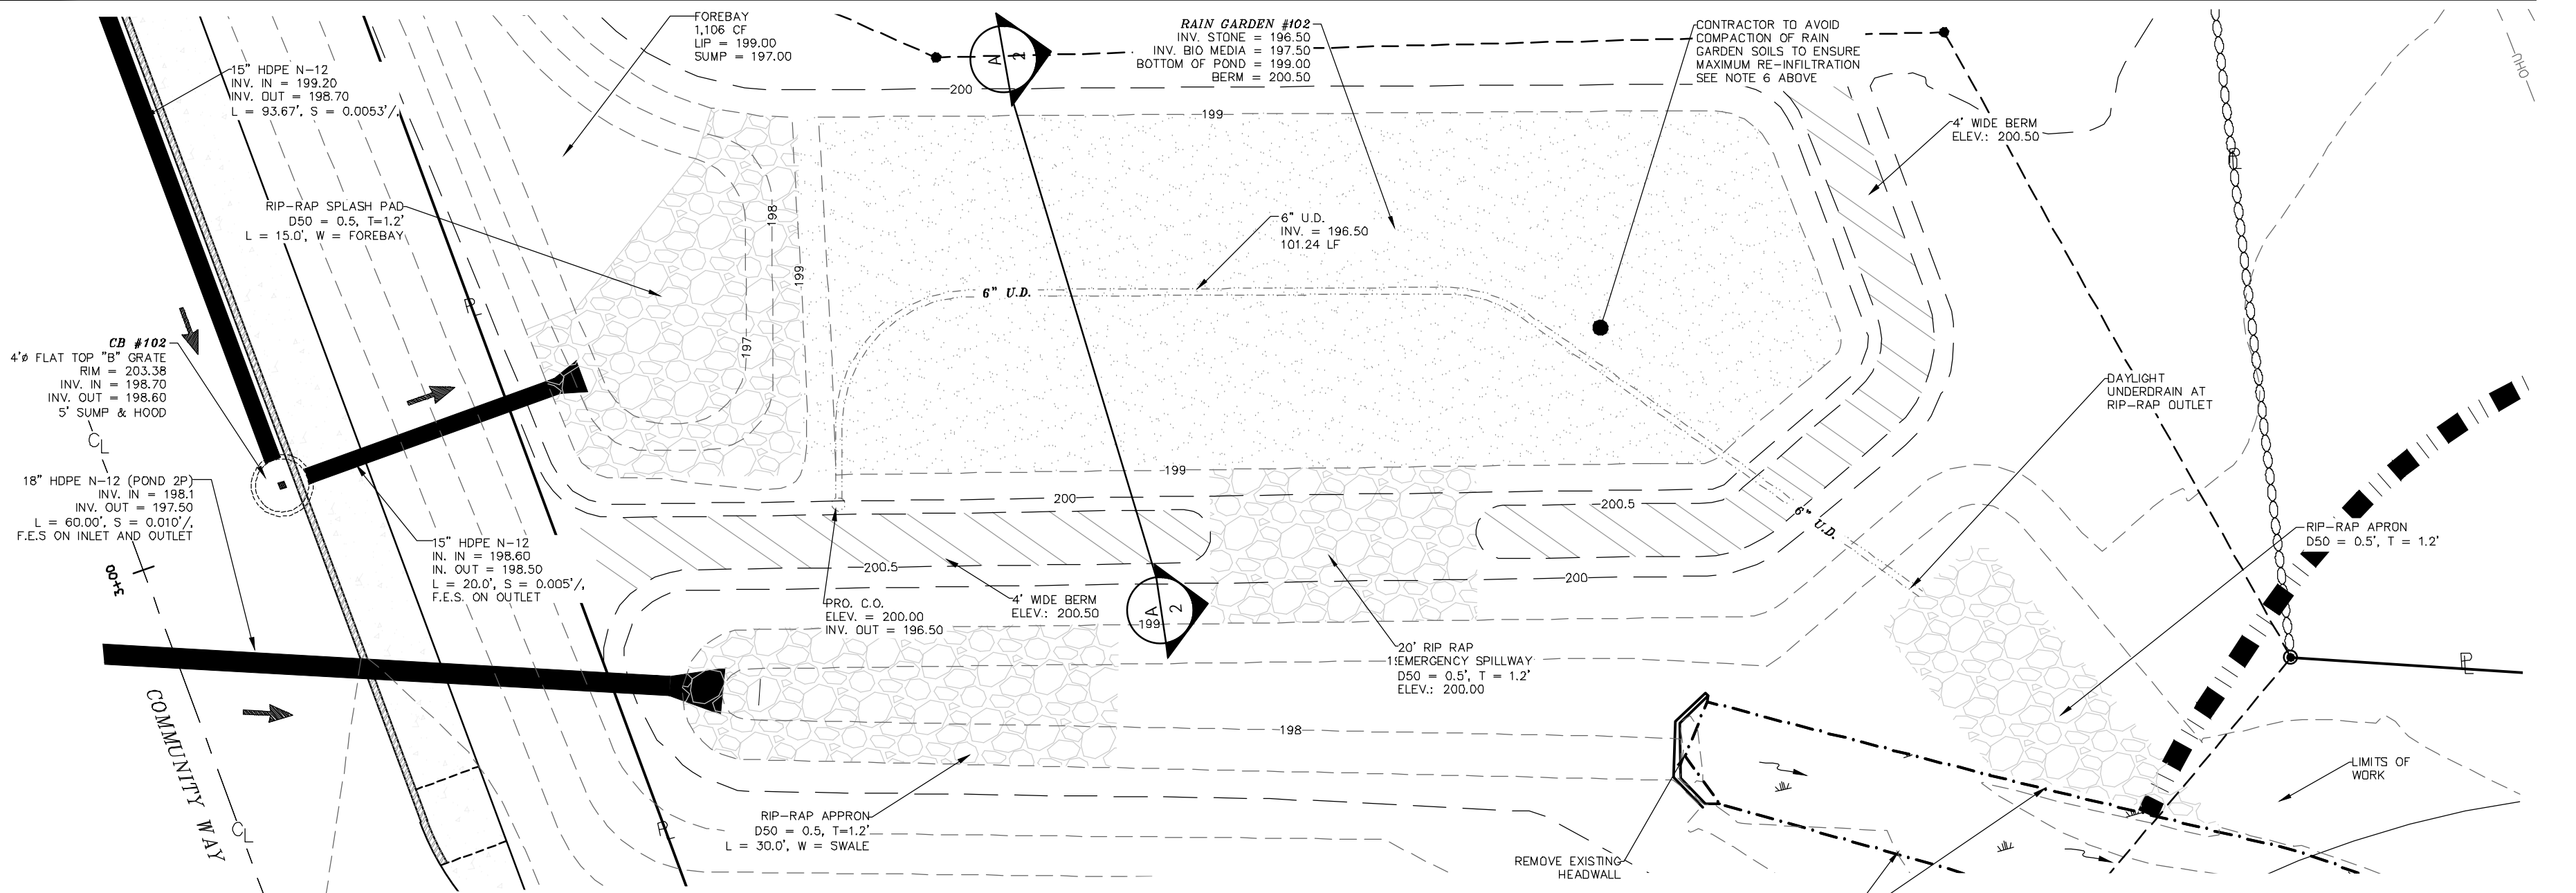 FOREBAY
1,106 CF
LIP = 199.00
SUMP = 197.00
RAIN GARDEN #102
INV. STONE = 196.50
INV. BIO MEDIA = 197.50
BOTTOM OF POND = 199.00
BERM = 200.50
CONTRACTOR TO AVOID
COMPACTION OF RAIN
GARDEN SOILS TO ENSURE
MAXIMUM RE-INFILTRATION
SEE NOTE 6 ABOVE
OHU
A
2
15" HDPE N-12
INV. IN = 199.20
INV. OUT = 198.70
L = 93.67', S = 0.0053'/,
200
199
4' WIDE BERM
ELEV.: 200.50
PL
RIP-RAP SPLASH PAD
D50 = 0.5, T=1.2'
L = 15.0', W = FOREBAY
198
199
197
6" U.D.
INV. = 196.50
101.24 LF
6" U.D.
PL
CB #102
4'ø FLAT TOP "B" GRATE
RIM = 203.38
INV. IN = 198.70
INV. OUT = 198.60
5' SUMP & HOOD
CL
DAYLIGHT
UNDERDRAIN AT
RIP-RAP OUTLET
18" HDPE N-12 (POND 2P)
INV. IN = 198.1
INV. OUT = 197.50
L = 60.00', S = 0.010'/,
F.E.S ON INLET AND OUTLET
199
200
200.5
6" U.D.
RIP-RAP APRON
D50 = 0.5', T = 1.2'
15" HDPE N-12
IN. IN = 198.60
IN. OUT = 198.50
L = 20.0', S = 0.005'/,
F.E.S. ON OUTLET
3+00
200.5
200
PRO. C.O.
ELEV. = 200.00
INV. OUT = 196.50
4' WIDE BERM
ELEV.: 200.50
A
2
199
20' RIP RAP
EMERGENCY SPILLWAY
D50 = 0.5', T = 1.2'
ELEV.: 200.00
PL
COMMUNITY WAY
198
LIMITS OF
WORK
CL
PL
RIP-RAP APPRON
D50 = 0.5, T=1.2'
L = 30.0', W = SWALE
REMOVE EXISTING
HEADWALL